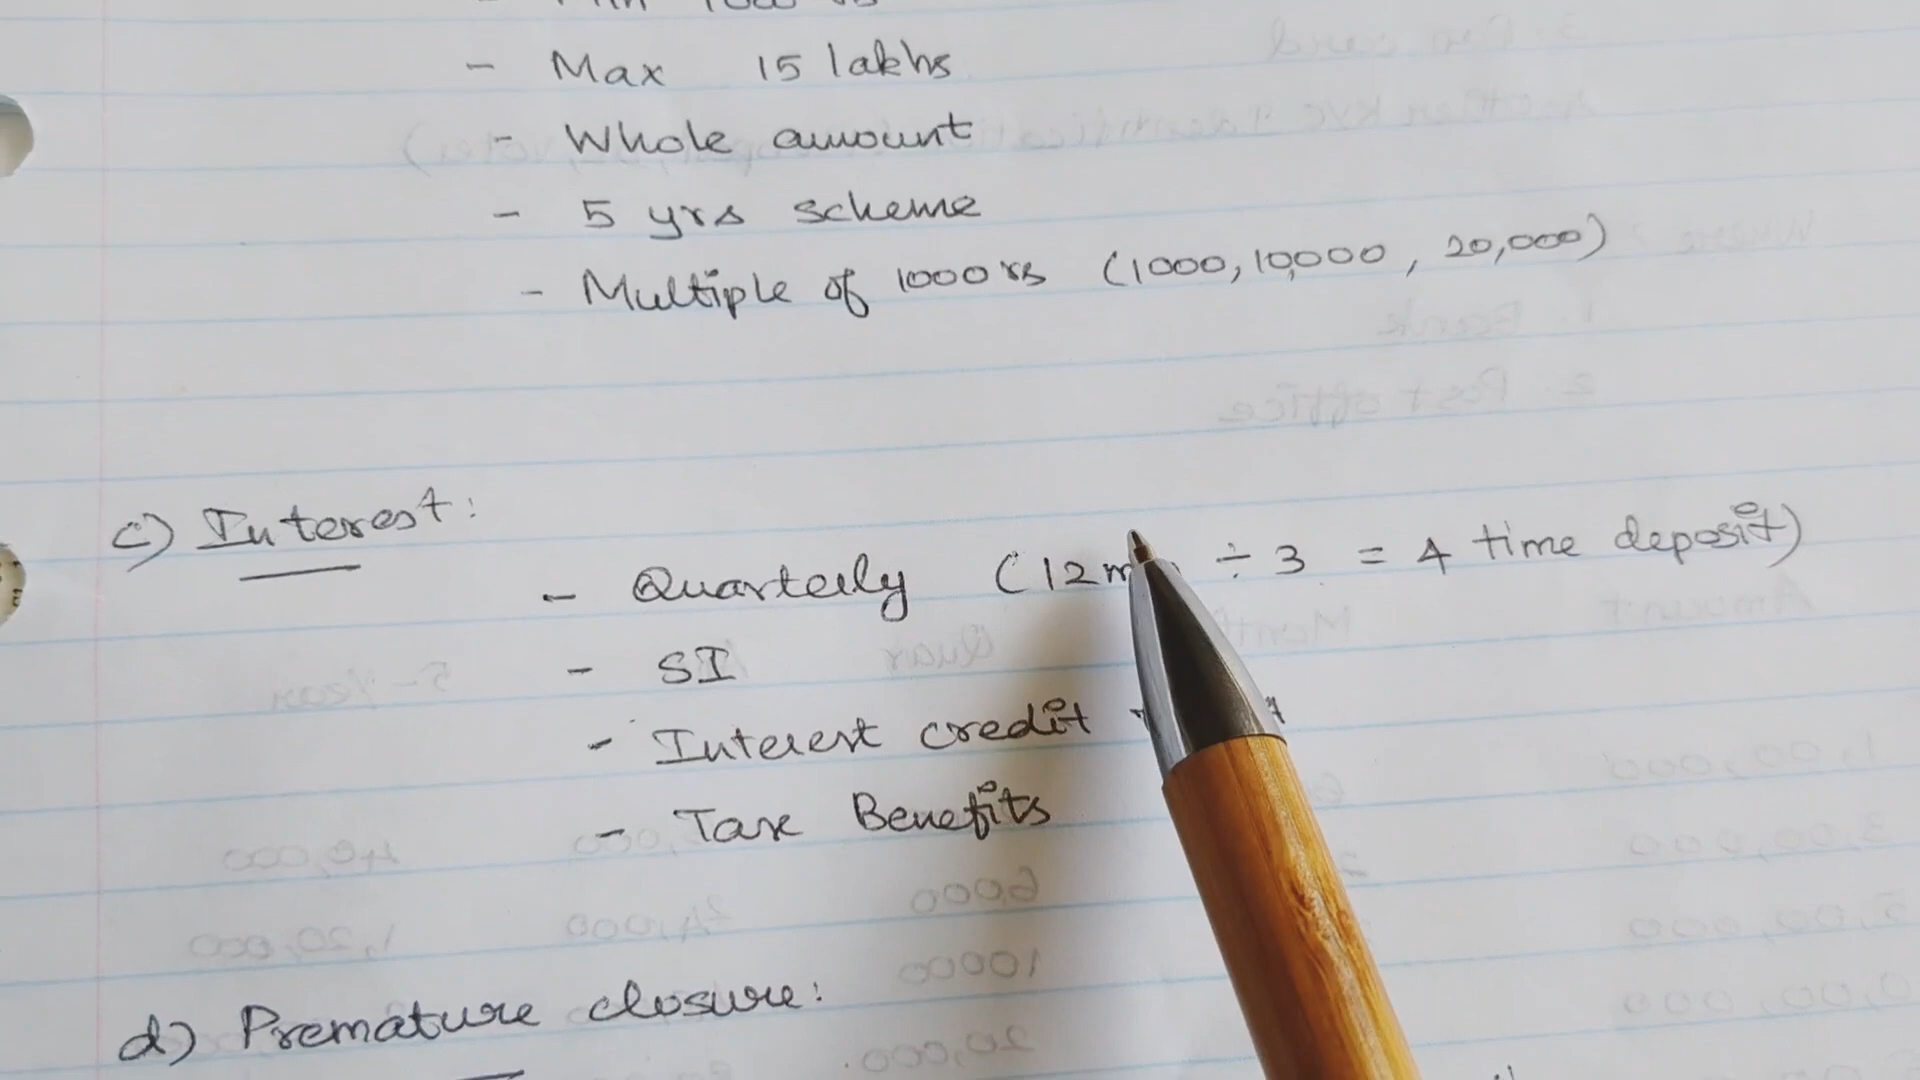 - Max 15 lakhs
- Whole amount
- 5 yrs scheme
- Multiple of 1000 rs (1000, 10,000, 20,000)
c) Interest:
- Quarterly (12m ÷ 3 = 4 time deposit)
- SI
- Interest credit
- Tax Benefits
d) Premature closure: